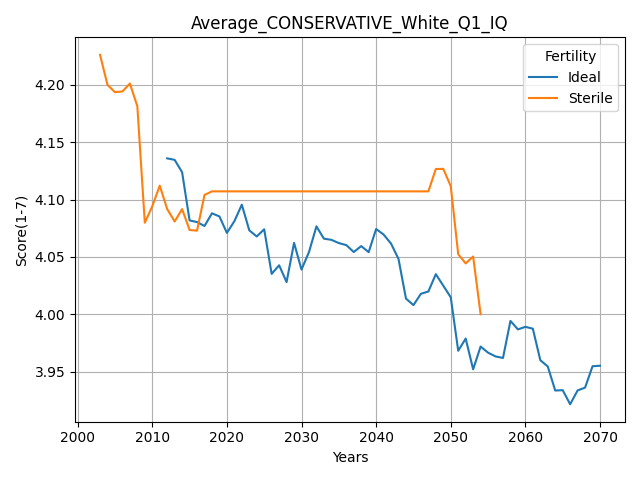 Average_CONSERVATIVE_White_Q1_IQ
Fertility
Ideal
Sterile
Score(1-7)
4.20
4.15
4.10
4.05
4.00
3.95
2000 2010 2020 2030 2040 2050 2060 2070
Years